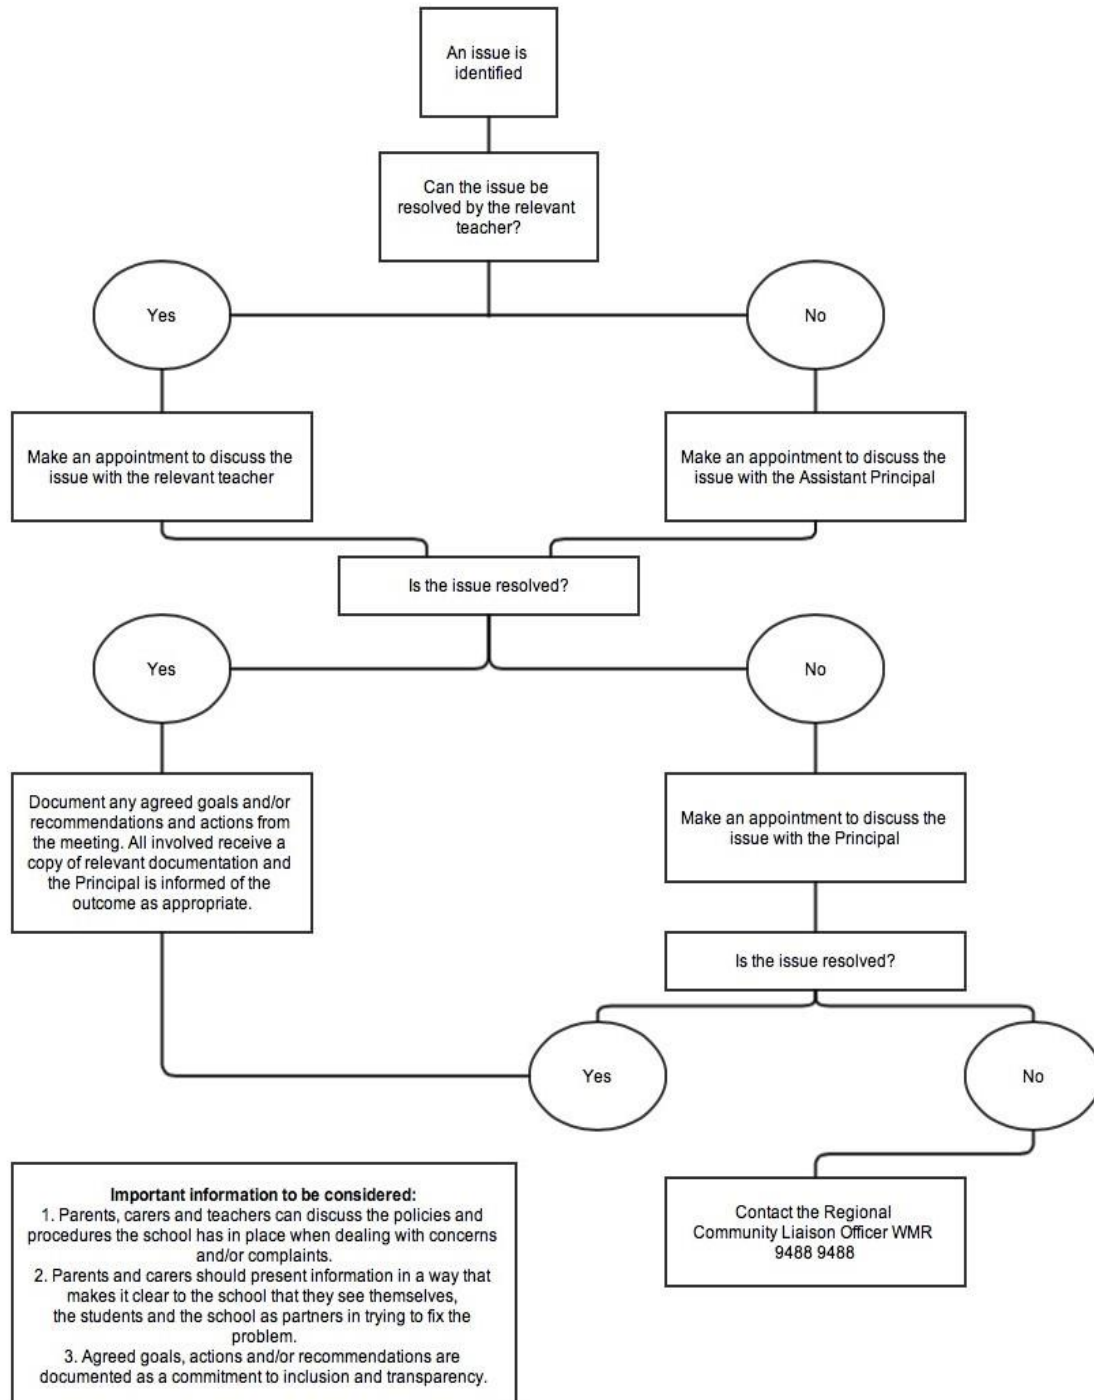 An issue is
identified
Can the issue be
resolved by the relevant
teacher?
Yes
No
Make an appointment to discuss the
issue with the relevant teacher
Make an appointment to discuss the
issue with the Assistant Principal
Is the issue resolved?
Yes
No
Document any agreed goals and/or
recommendations and actions from
the meeting. All involved receive a
copy of relevant documentation and
the Principal is informed of the
outcome as appropriate.
Make an appointment to discuss the
issue with the Principal
Is the issue resolved?
Yes
No
Contact the Regional
Community Liaison Officer WMR
9488 9488
Important information to be considered:
1. Parents, carers and teachers can discuss the policies and
procedures the school has in place when dealing with concerns
and/or complaints.
2. Parents and carers should present information in a way that
makes it clear to the school that they see themselves,
the students and the school as partners in trying to fix the
problem.
3. Agreed goals, actions and/or recommendations are
documented as a commitment to inclusion and transparency.